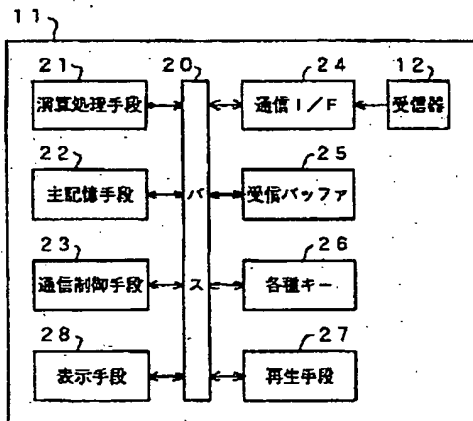 11
21
20
24
12
演算処理手段
通信I/F
受信器
22
25
主記憶手段
バス
受信バッファ
23
26
通信制御手段
各種キー
28
27
表示手段
再生手段